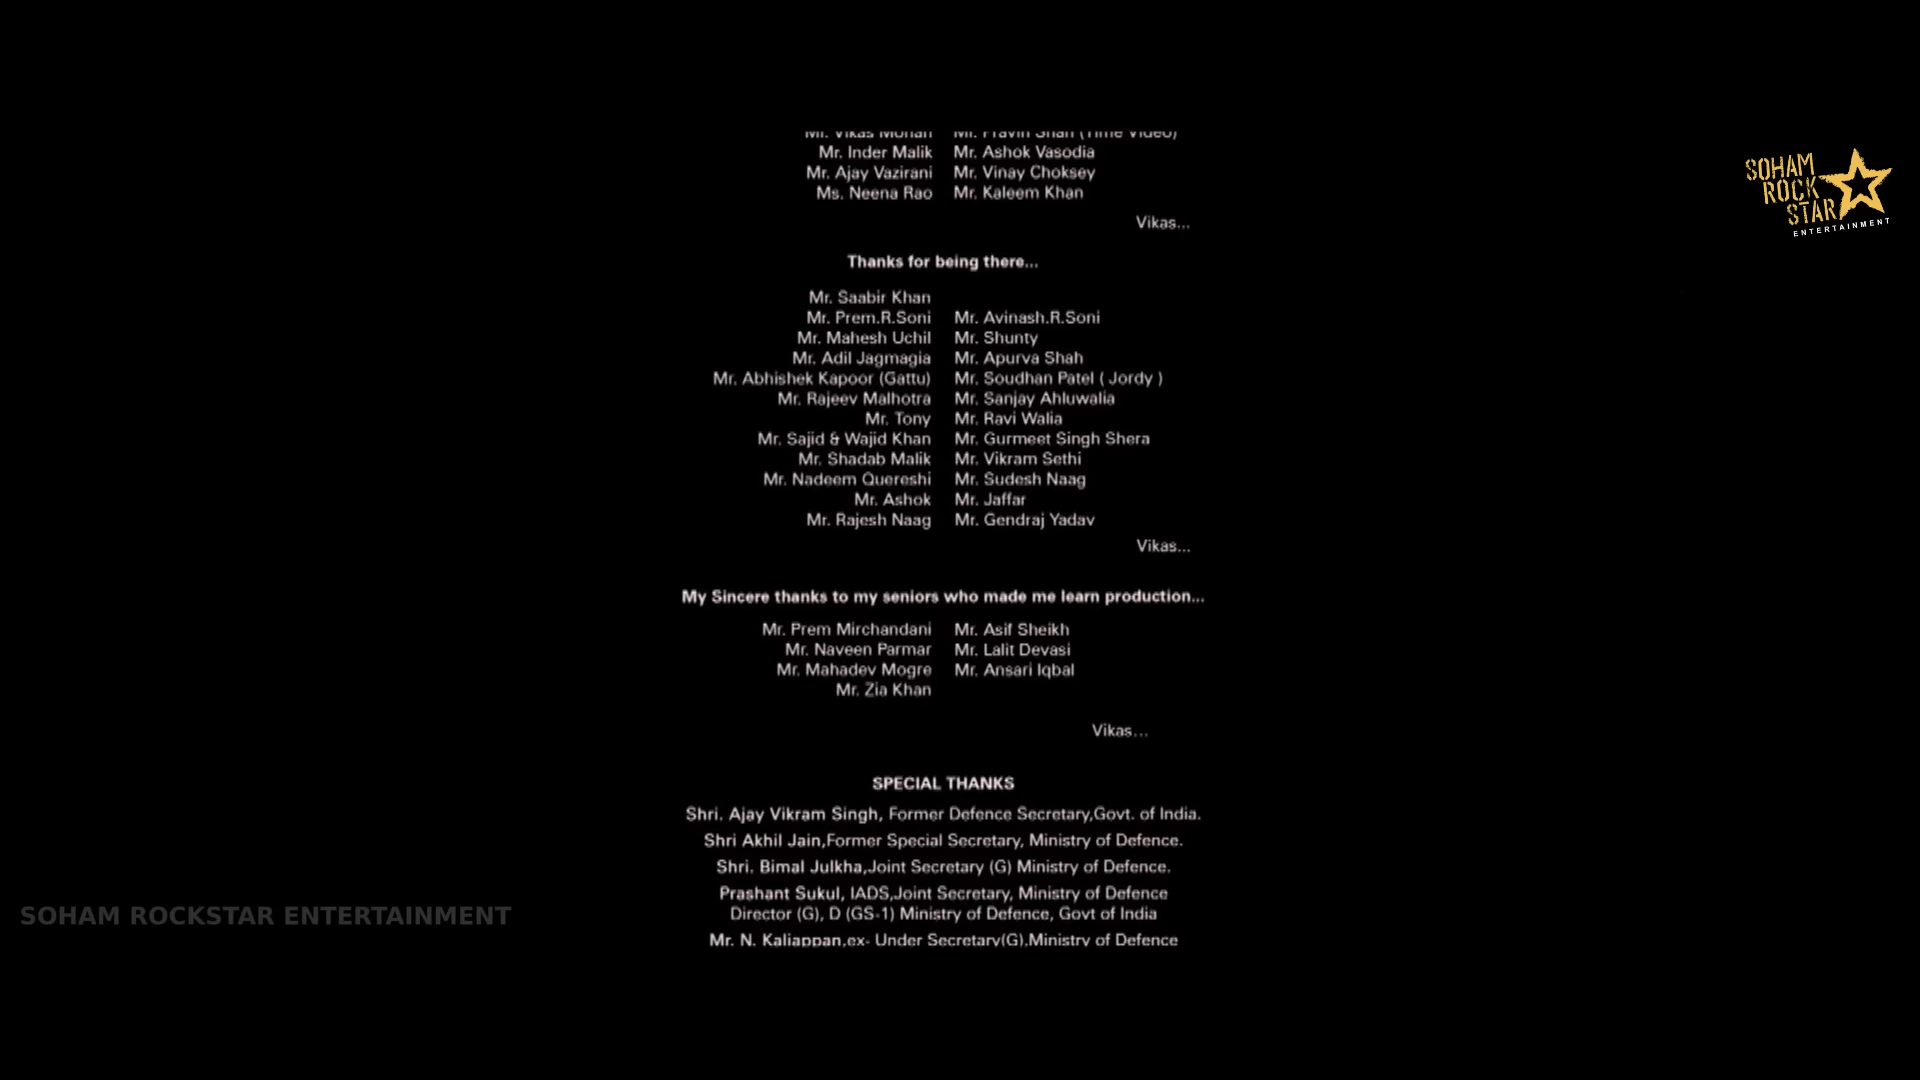 Mr. Vikas Mohan Mr. Pravin Shah (Time Video)
Mr. Inder Malik Mr. Ashok Vasodia
Mr. Ajay Vazirani Mr. Vinay Choksey
Ms. Neena Rao Mr. Kaleem Khan
Vikas...
Thanks for being there...
Mr. Saabir Khan
Mr. Prem.R.Soni Mr. Avinash.R.Soni
Mr. Mahesh Uchil Mr. Shunty
Mr. Adil Jagmagia Mr. Apurva Shah
Mr. Abhishek Kapoor (Gattu) Mr. Soudhan Patel ( Jordy )
Mr. Rajeev Malhotra Mr. Sanjay Ahluwalia
Mr. Tony Mr. Ravi Walia
Mr. Sajid & Wajid Khan Mr. Gurmeet Singh Shera
Mr. Shadab Malik Mr. Vikram Sethi
Mr. Nadeem Quereshi Mr. Sudesh Naag
Mr. Ashok Mr. Jaffar
Mr. Rajesh Naag Mr. Gendraj Yadav
Vikas...
My Sincere thanks to my seniors who made me learn production...
Mr. Prem Mirchandani Mr. Asif Sheikh
Mr. Naveen Parmar Mr. Lalit Devasi
Mr. Mahadev Mogre Mr. Ansari Iqbal
Mr. Zia Khan
Vikas...
SPECIAL THANKS
Shri. Ajay Vikram Singh, Former Defence Secretary,Govt. of India.
Shri Akhil Jain,Former Special Secretary, Ministry of Defence.
Shri. Bimal Julkha,Joint Secretary (G) Ministry of Defence.
Prashant Sukul, IADS,Joint Secretary, Ministry of Defence
Director (G), D (GS-1) Ministry of Defence, Govt of India
Mr. N. Kaliappan,ex- Under Secretary(G),Ministry of Defence
SOHAM
ROCK
STAR
ENTERTAINMENT
SOHAM ROCKSTAR ENTERTAINMENT